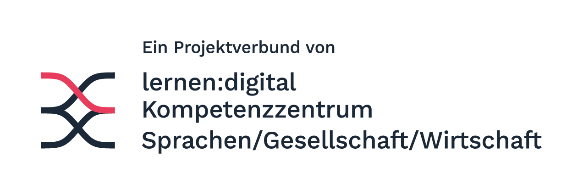 Ein Projektverbund von
lernen:digital
Kompetenzzentrum
Sprachen/Gesellschaft/Wirtschaft